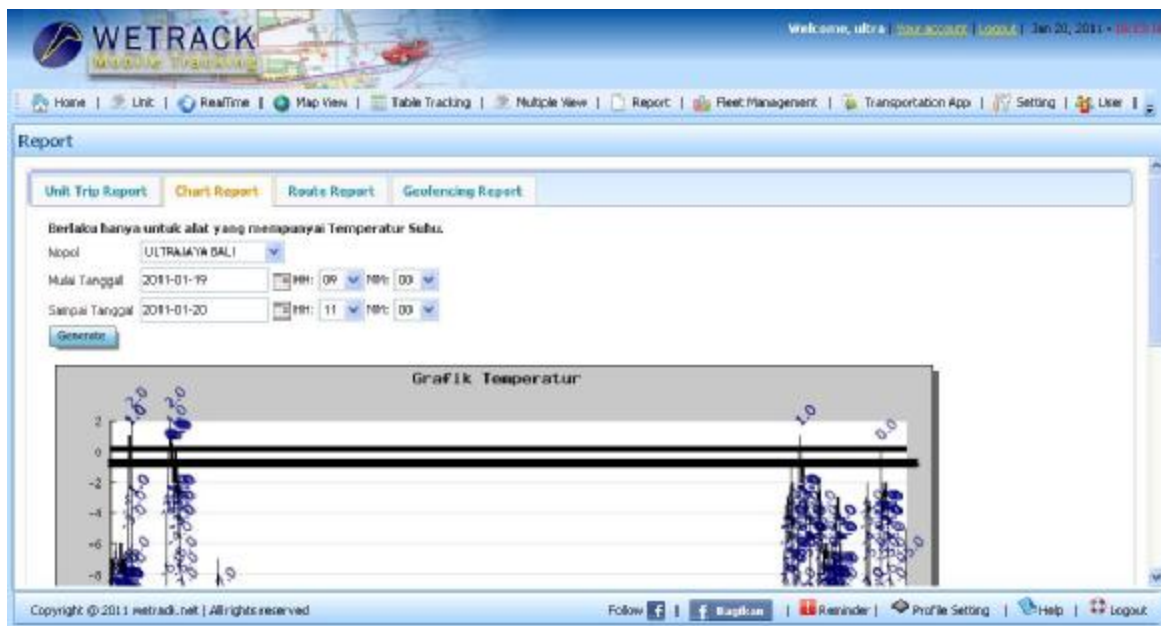 WETRACK
Mobile Tracking
Welcome, ultra | Your account | Logout | Jan 20, 2011 -
Home | Unit | RealTime | Map View | Table Tracking | Multiple View | Report | Fleet Management | Transportation App | Setting | User |
Report
Unit Trip Report Chart Report Route Report Geofencing Report
Berlaku hanya untuk alat yang mempunyai Temperatur Suhu.
Nopol ULTRAJAYA BALI
Mulai Tanggal 2011-01-19 HH: 09 MM: 00
Sampai Tanggal 2011-01-20 HH: 11 MM: 00
Generate
Grafik Temperatur
1.0
0.0
2
0
-2
-4
-6
-8
Copyright @ 2011 wetrack.net | All rights reserved
Follow | Bagikan | Reminder | Profile Setting | Help | Logout